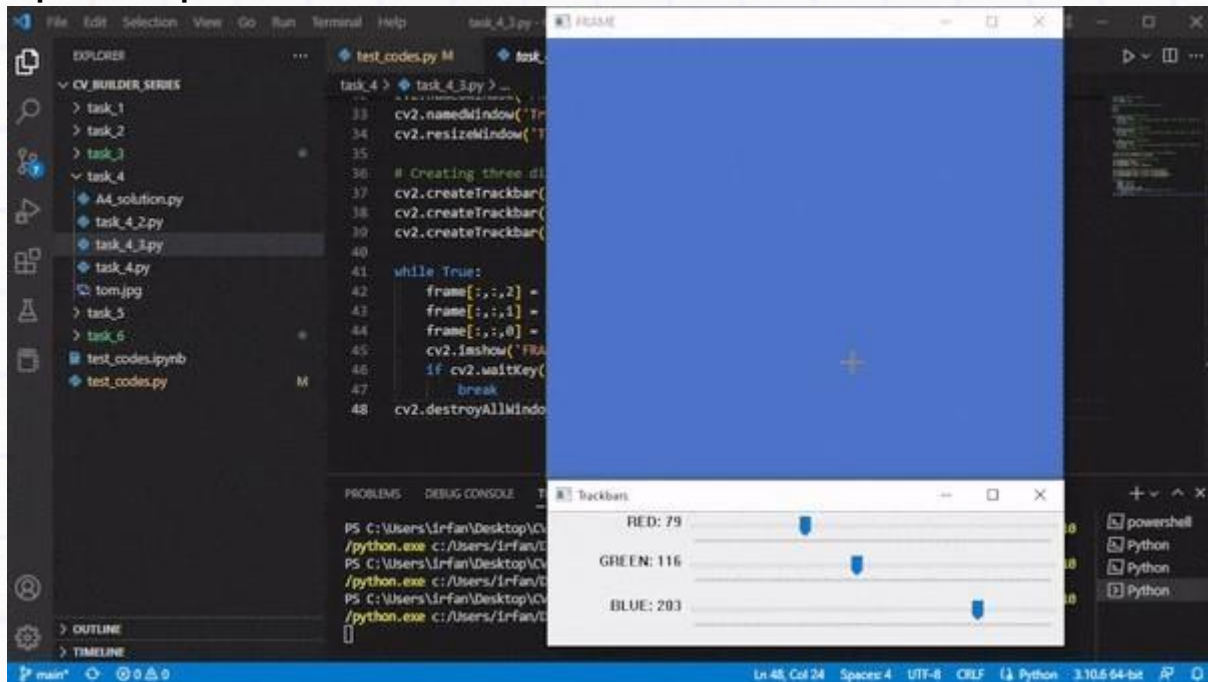 File Edit Selection View Go Run Terminal Help task_4_3.py - FRAME
EXPLORER
CV_BUILDER_SERIES
task_1
task_2
task_3
task_4
A4_solution.py
task_4_2.py
task_4_3.py
task_4.py
tom.jpg
task_5
task_6
test_codes.ipynb
test_codes.py M
OUTLINE
TIMELINE
test_codes.py M task_
task_4 > task_4_3.py > ...
33 cv2.namedWindow('Tr
34 cv2.resizeWindow('T
35
36 # Creating three di
37 cv2.createTrackbar(
38 cv2.createTrackbar(
39 cv2.createTrackbar(
40
41 while True:
42 frame[:,:,2] =
43 frame[:,:,1] =
44 frame[:,:,0] =
45 cv2.imshow('FRA
46 if cv2.waitKey(
47 break
48 cv2.destroyAllWindo
PROBLEMS DEBUG CONSOLE
PS C:\Users\irfan\Desktop\CV
/python.exe c:/Users/irfan/D
PS C:\Users\irfan\Desktop\CV
/python.exe c:/Users/irfan/D
PS C:\Users\irfan\Desktop\CV
/python.exe c:/Users/irfan/D
Trackbars
RED: 79
GREEN: 116
BLUE: 203
powershell
Python
Python
Python
main* 0 0 0 Ln 48, Col 24 Spaces: 4 UTF-8 CRLF Python 3.10.6 64-bit